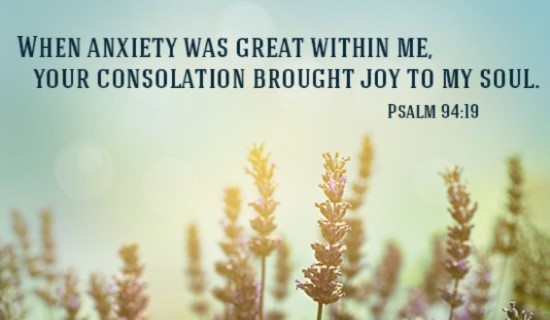 When anxiety was great within me,
your consolation brought joy to my soul.
Psalm 94:19